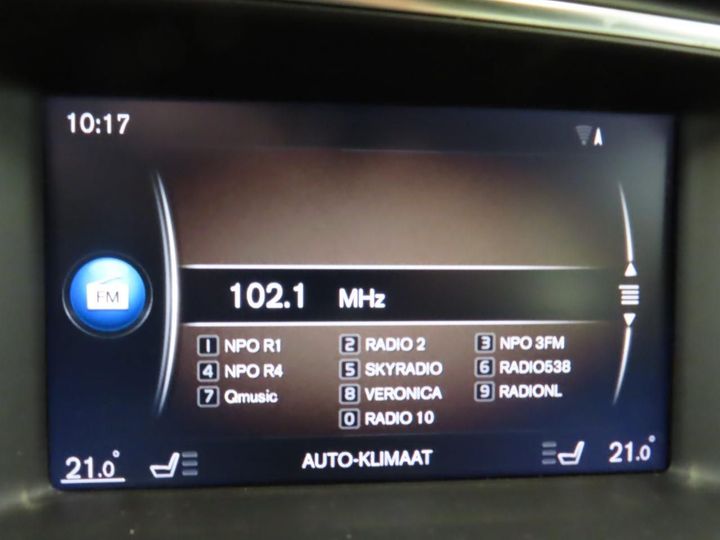 10:17
FM
102.1 MHz
1 NPO R1 2 RADIO 2 3 NPO 3FM
4 NPO R4 5 SKYRADIO 6 RADIO538
7 Qmusic 8 VERONICA 9 RADIONL
0 RADIO 10
21.0° AUTO-KLIMAAT 21.0°